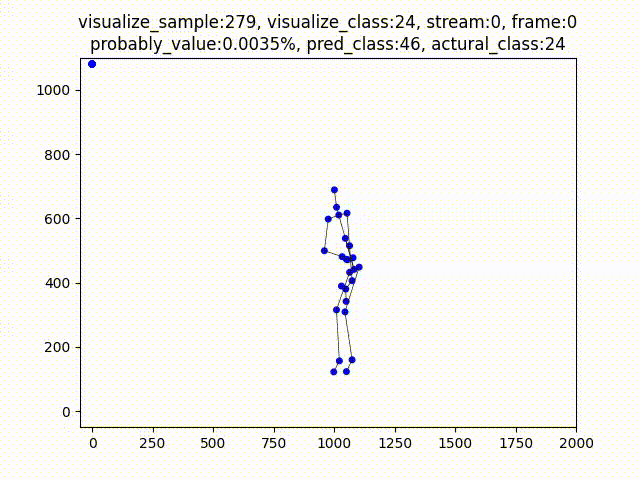 visualize_sample:279, visualize_class:24, stream:0, frame:0
probably_value:0.0035%, pred_class:46, actural_class:24
1000
800
600
400
200
0
0 250 500 750 1000 1250 1500 1750 2000